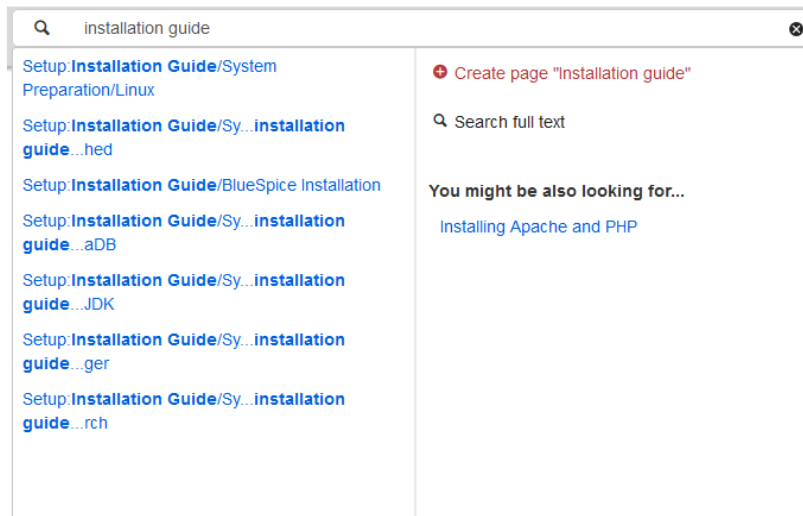 installation guide
Setup:Installation Guide/System
Preparation/Linux
Setup:Installation Guide/Sy...installation
guide...hed
Setup:Installation Guide/BlueSpice Installation
Setup:Installation Guide/Sy...installation
guide...aDB
Setup:Installation Guide/Sy...installation
guide...JDK
Setup:Installation Guide/Sy...installation
guide...ger
Setup:Installation Guide/Sy...installation
guide...rch
Create page "Installation guide"
Search full text
You might be also looking for...
Installing Apache and PHP